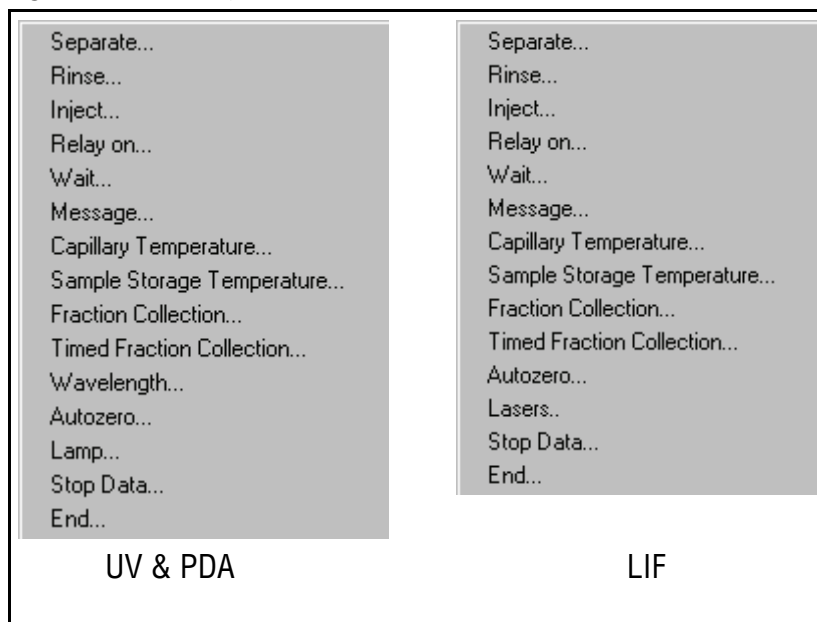 Separate...
Rinse...
Inject...
Relay on...
Wait...
Message...
Capillary Temperature...
Sample Storage Temperature...
Fraction Collection...
Timed Fraction Collection...
Wavelength...
Autozero...
Lamp...
Stop Data...
End...
UV & PDA
Separate...
Rinse...
Inject...
Relay on...
Wait...
Message...
Capillary Temperature...
Sample Storage Temperature...
Fraction Collection...
Timed Fraction Collection...
Autozero...
Lasers..
Stop Data...
End...
LIF